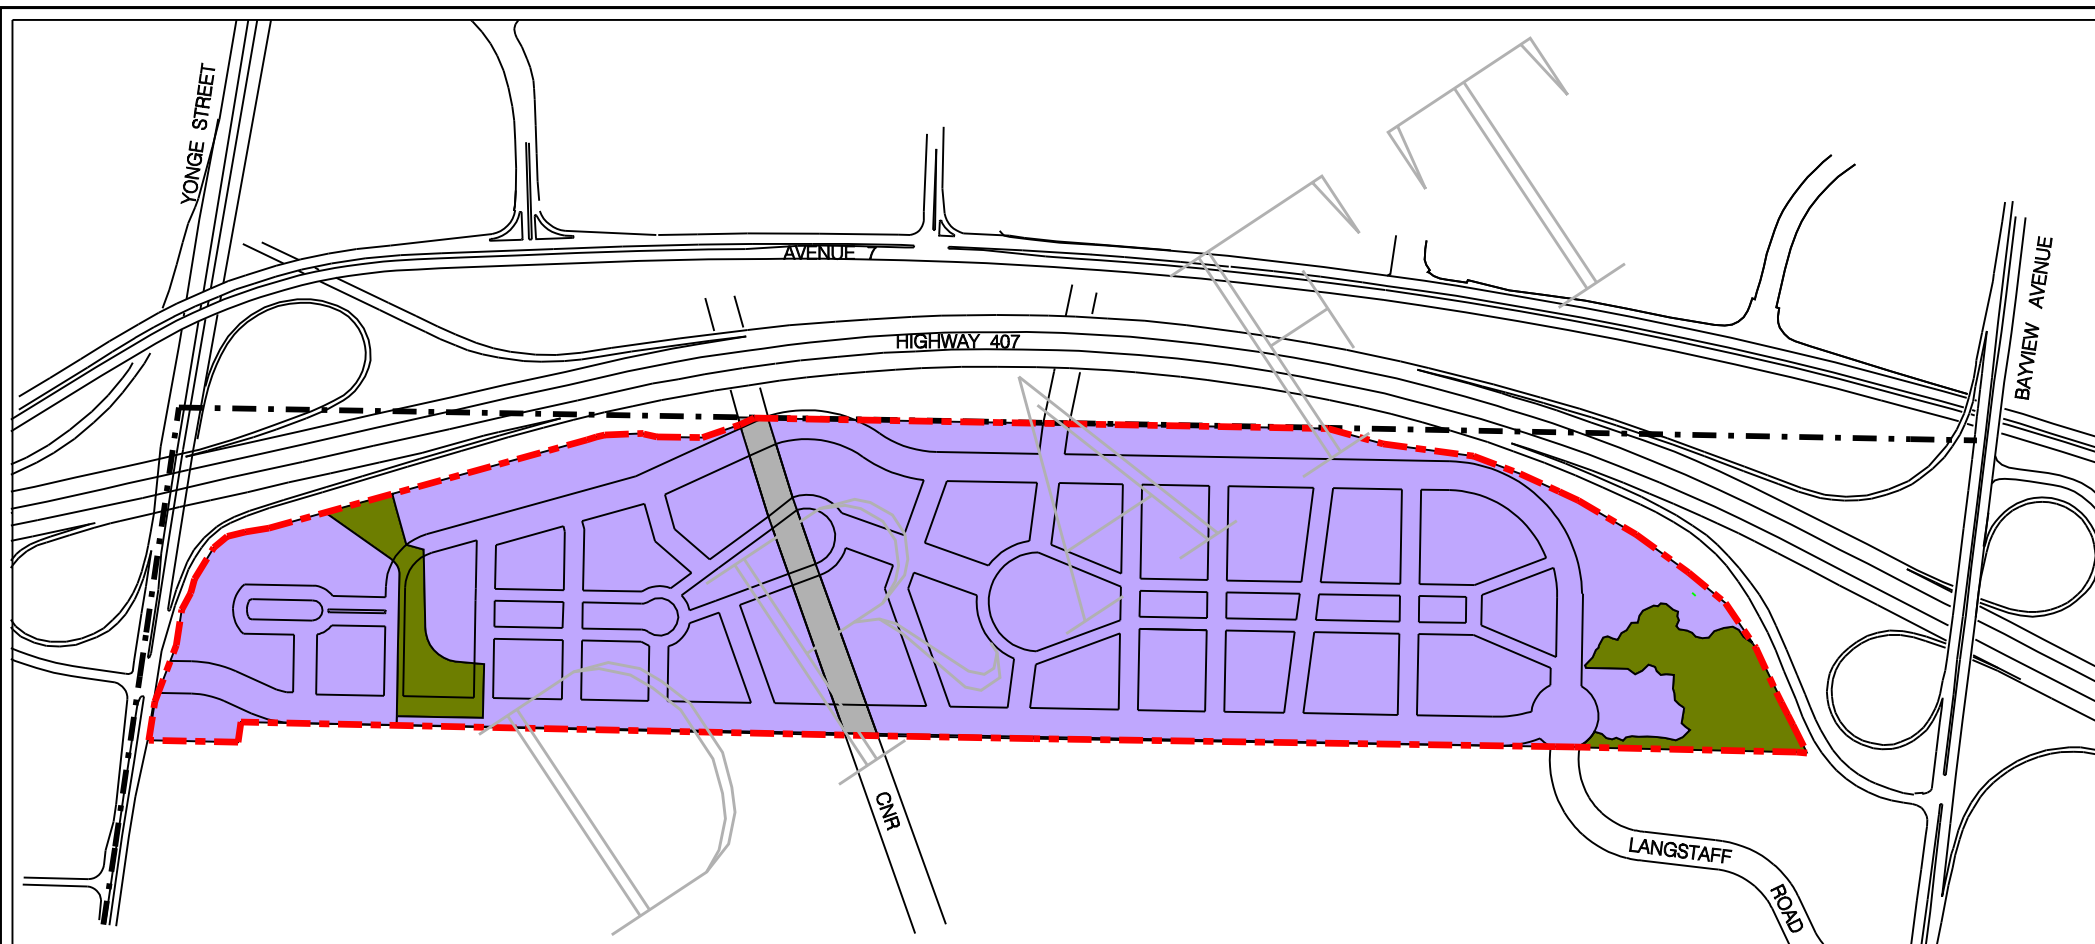 YONGE STREET
AVENUE 7
HIGHWAY 407
BAYVIEW AVENUE
CNR
LANGSTAFF
ROAD
DRAFT